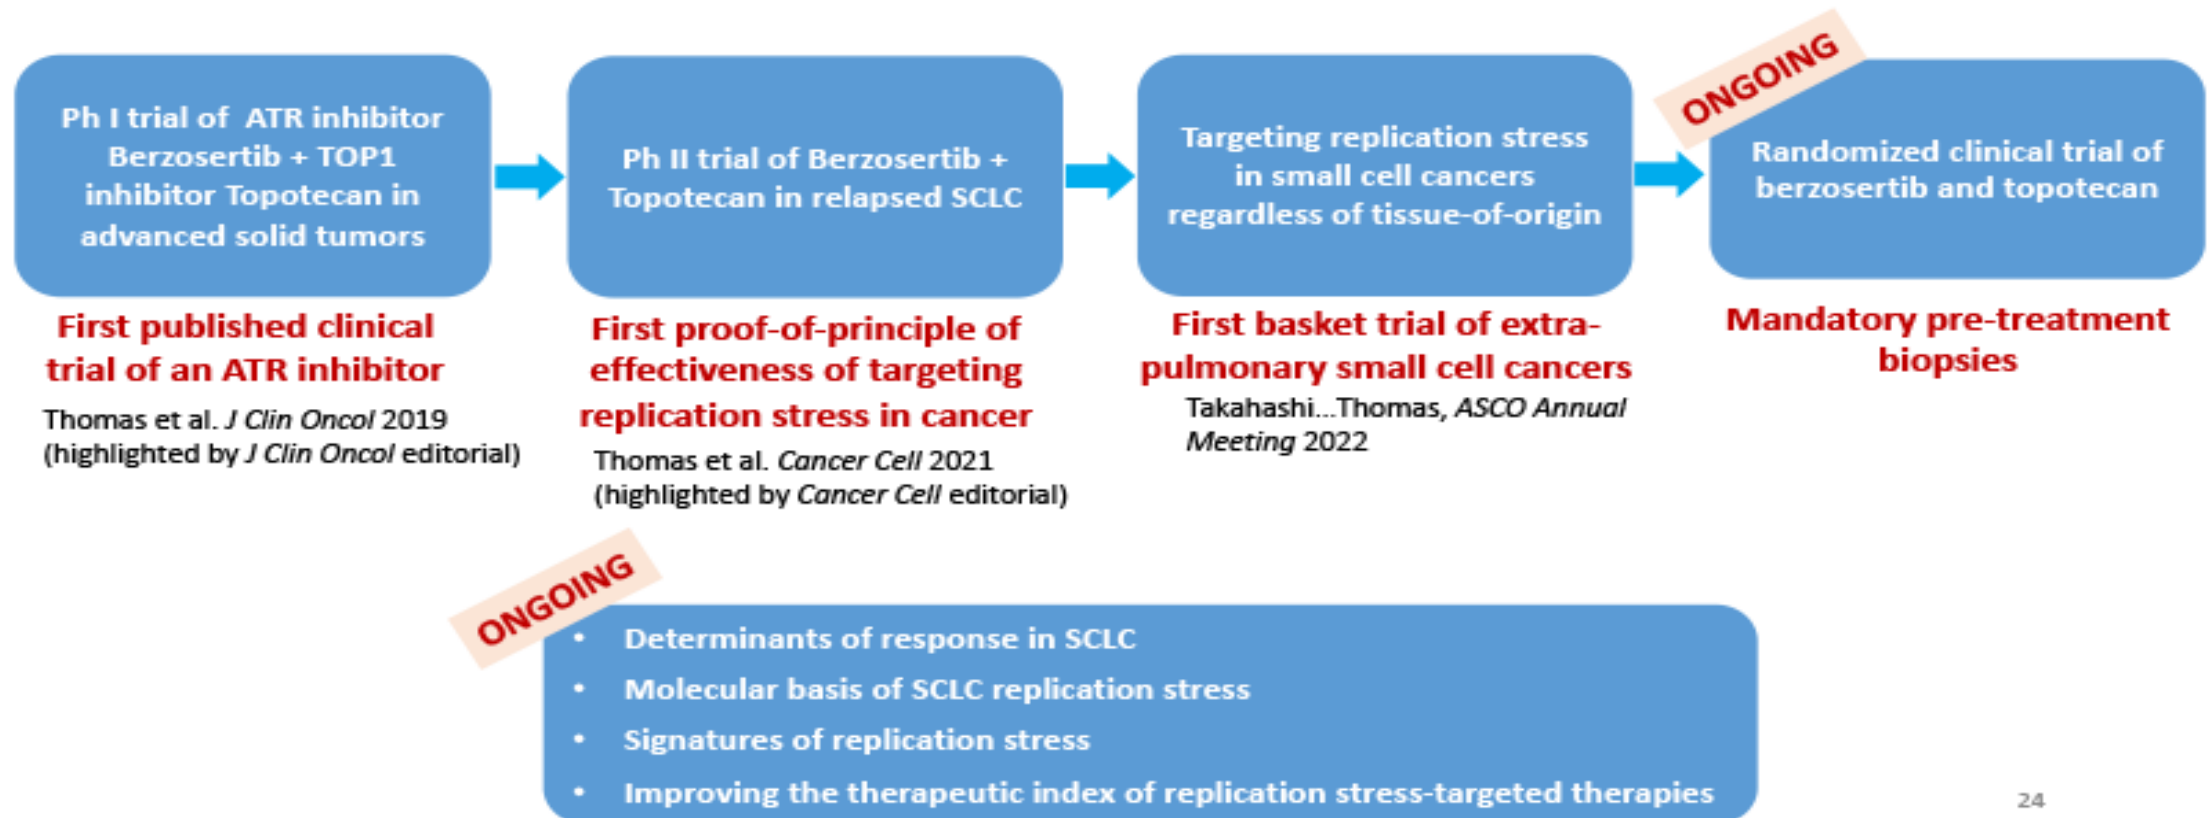 Ph I trial of ATR inhibitor
Berzosertib + TOP1
inhibitor Topotecan in
advanced solid tumors
First published clinical
trial of an ATR inhibitor
Thomas et al. J Clin Oncol 2019
(highlighted by J Clin Oncol editorial)
Ph II trial of Berzosertib +
Topotecan in relapsed SCLC
First proof-of-principle of
effectiveness of targeting
replication stress in cancer
Thomas et al. Cancer Cell 2021
(highlighted by Cancer Cell editorial)
Targeting replication stress
in small cell cancers
regardless of tissue-of-origin
First basket trial of extra-
pulmonary small cell cancers
Takahashi...Thomas, ASCO Annual
Meeting 2022
ONGOING
Randomized clinical trial of
berzosertib and topotecan
Mandatory pre-treatment
biopsies
ONGOING
• Determinants of response in SCLC
• Molecular basis of SCLC replication stress
• Signatures of replication stress
• Improving the therapeutic index of replication stress-targeted therapies
24